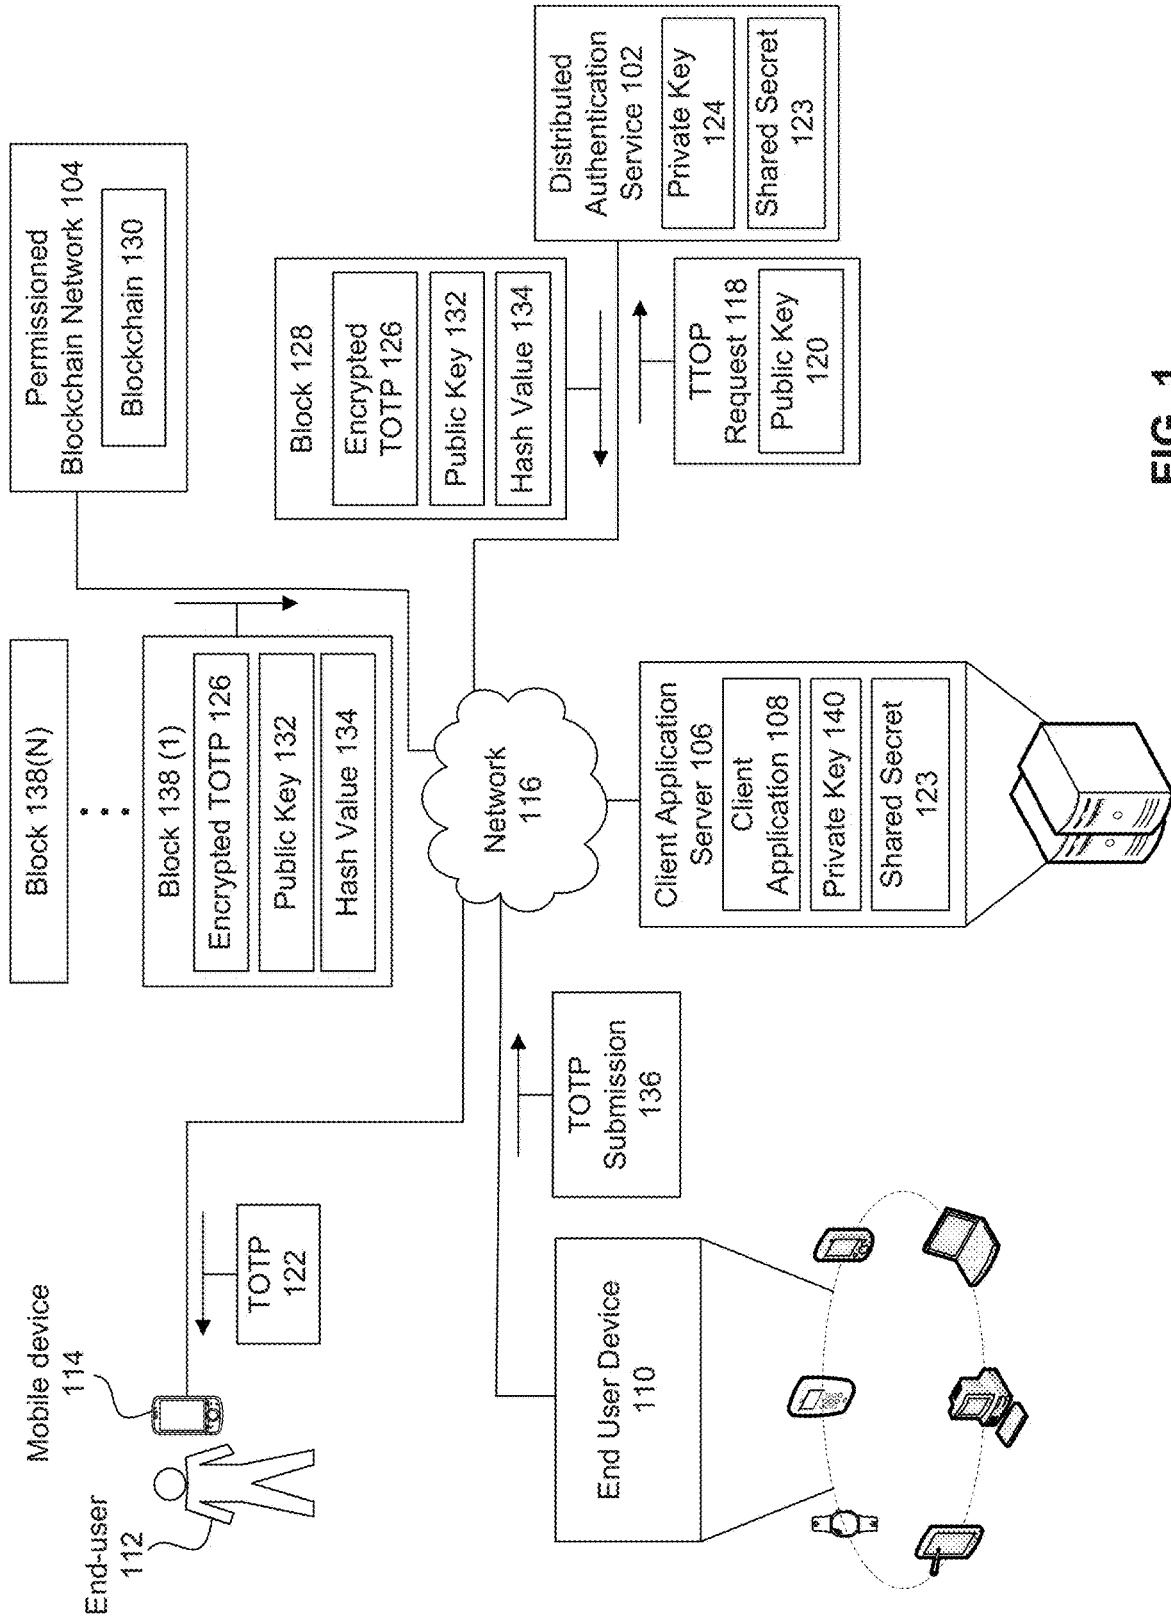 End-user
112
Mobile device
114
TOTP
122
Block 138(N)
Block 138 (1)
Encrypted TOTP 126
Public Key 132
Hash Value 134
Permissioned
Blockchain Network 104
Blockchain 130
Block 128
Encrypted
TOTP 126
Public Key 132
Hash Value 134
Distributed
Authentication
Service 102
Private Key
124
Shared Secret
123
TTOP
Request 118
Public Key
120
Network
116
TOTP
Submission
136
End User Device
110
Client Application
Server 106
Client
Application 108
Private Key 140
Shared Secret
123
FIG. 1